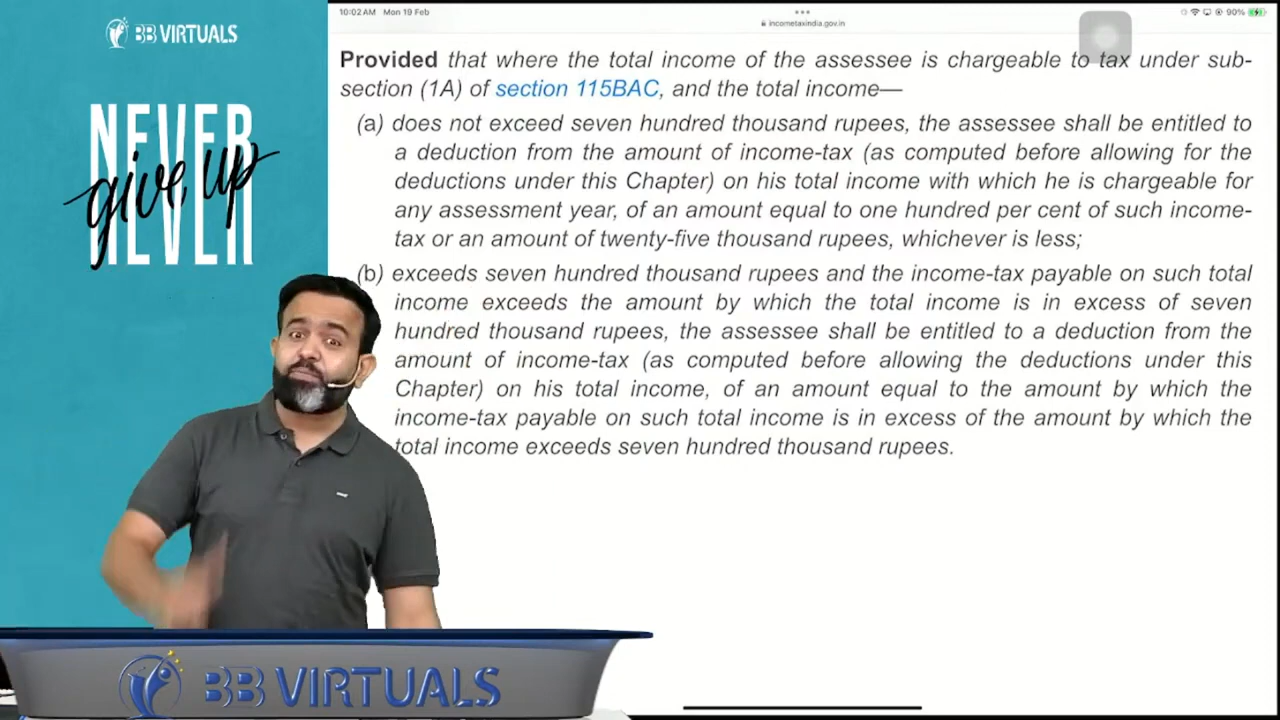 10:02 AM Mon 19 Feb
90%
incometaxindia.gov.in
BB VIRTUALS
NEVER
give up
NEVER
Provided that where the total income of the assessee is chargeable to tax under sub-
section (1A) of section 115BAC, and the total income—
(a) does not exceed seven hundred thousand rupees, the assessee shall be entitled to
a deduction from the amount of income-tax (as computed before allowing for the
deductions under this Chapter) on his total income with which he is chargeable for
any assessment year, of an amount equal to one hundred per cent of such income-
tax or an amount of twenty-five thousand rupees, whichever is less;
(b) exceeds seven hundred thousand rupees and the income-tax payable on such total
income exceeds the amount by which the total income is in excess of seven
hundred thousand rupees, the assessee shall be entitled to a deduction from the
amount of income-tax (as computed before allowing the deductions under this
Chapter) on his total income, of an amount equal to the amount by which the
income-tax payable on such total income is in excess of the amount by which the
total income exceeds seven hundred thousand rupees.
BB VIRTUALS